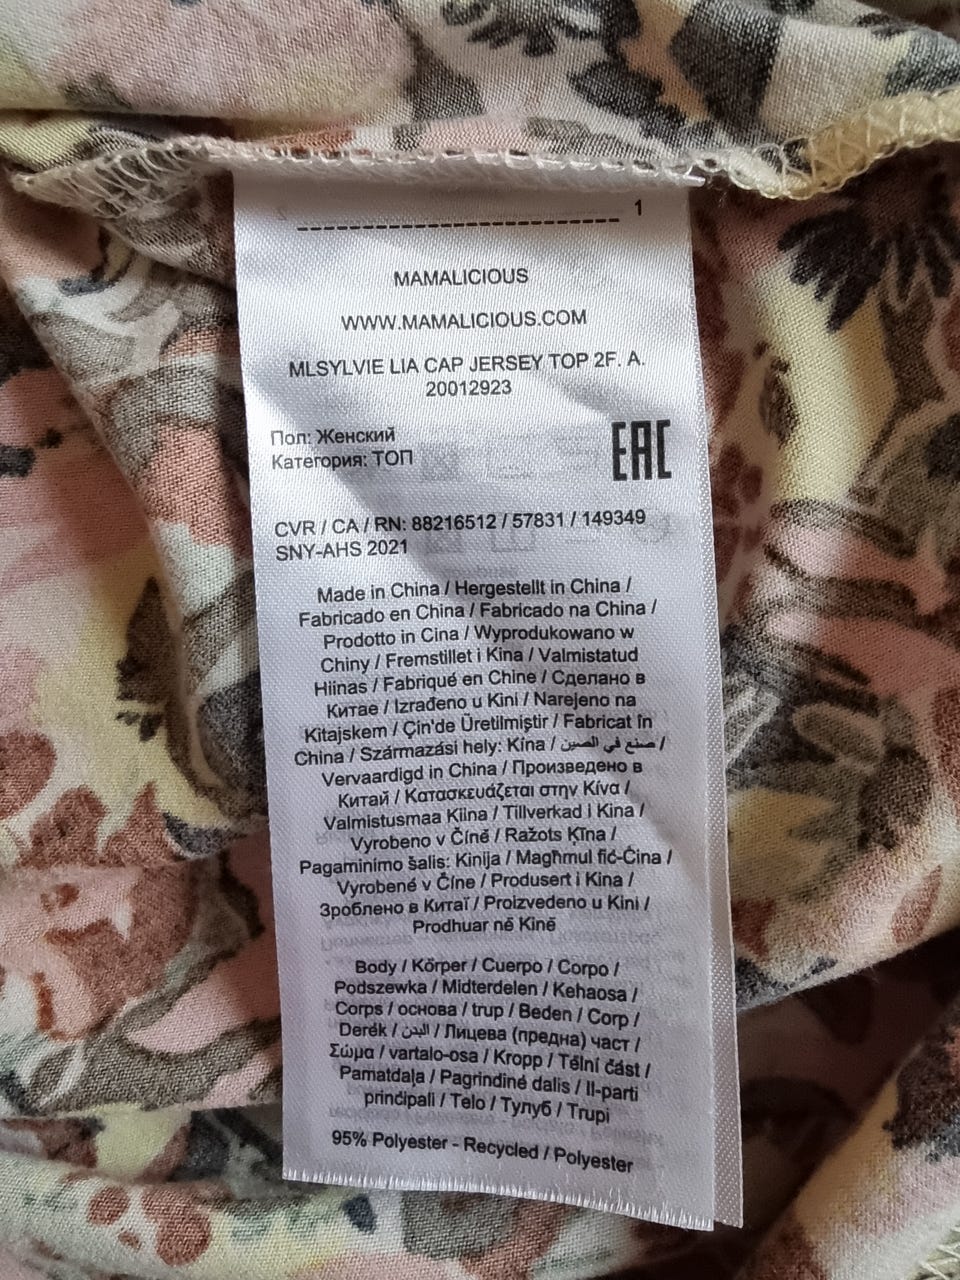 1
MAMALICIOUS
WWW.MAMALICIOUS.COM
MLSYLVIE LIA CAP JERSEY TOP 2F. A.
20012923
Пол: Женский
Категория: ТОП
EAC
CVR / CA / RN: 88216512 / 57831 / 149349
SNY-AHS 2021
Made in China / Hergestellt in China /
Fabricado en China / Fabricado na China /
Prodotto in Cina / Wyprodukowano w
Chiny / Fremstillet i Kina / Valmistatud
Hiinas / Fabriqué en Chine / Сделано в
Китае / Izrađeno u Kini / Narejeno na
Kitajskem / Çin'de Üretilmiştir / Fabricat în
China / Származási hely: Kína / صنع في الصين /
Vervaardigd in China / Произведено в
Китай / Κατασκευάζεται στην Κίνα /
Valmistusmaa Kiina / Tillverkad i Kina /
Vyrobeno v Číně / Ražots Ķīna /
Pagaminimo šalis: Kinija / Magħmul fiċ-Ċina /
Vyrobené v Číne / Produsert i Kina /
Зроблено в Китаї / Proizvedeno u Kini /
Prodhuar në Kinë
Body / Körper / Cuerpo / Corpo /
Podszewka / Midterdelen / Kehaosa /
Corps / основа / trup / Beden / Corp /
Derék / البدن / Лицева (предна) част /
Σώμα / vartalo-osa / Kropp / Tělní část /
Pamatdaļa / Pagrindinė dalis / Il-parti
prinċipali / Telo / Тулуб / Trupi
95% Polyester - Recycled / Polyester